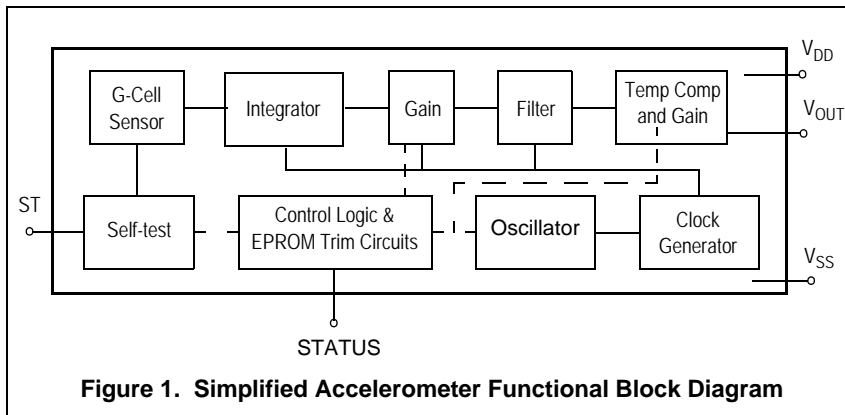 G-Cell
Sensor
Integrator
Gain
Filter
Temp Comp
and Gain
VDD
VOUT
ST
Self-test
Control Logic &
EPROM Trim Circuits
Oscillator
Clock
Generator
VSS
STATUS
Figure 1. Simplified Accelerometer Functional Block Diagram